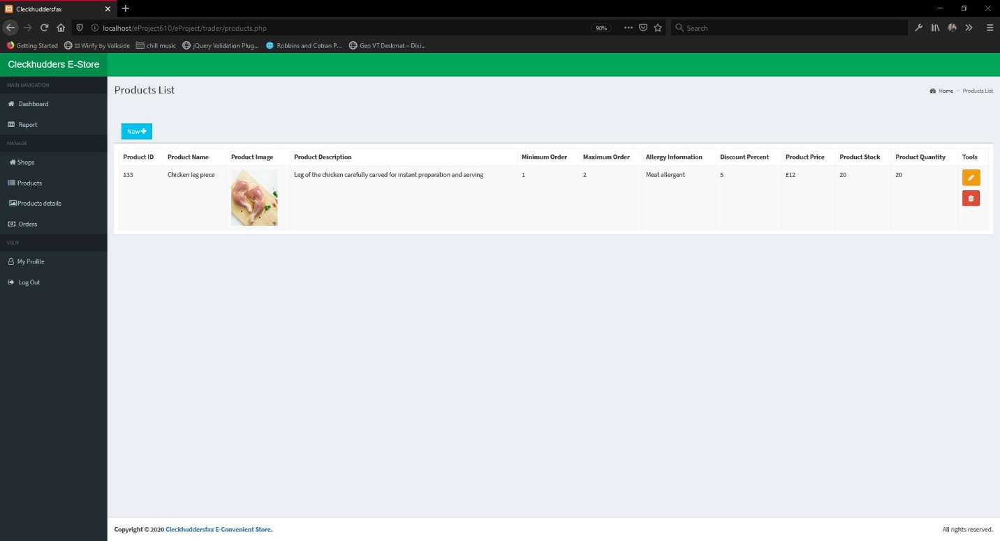 Cleckhuddersfax
localhost/eProject610/eProject/trader/products.php
90%
Search
Getting Started
Wirify by Volkside
chill music
jQuery Validation Plug...
Robbins and Cotran P...
Geo VT Deskmat – Dixi...
Cleckhudders E-Store
MAIN NAVIGATION
Dashboard
Report
MANAGE
Shops
Products
Products details
Orders
VIEW
My Profile
Log Out
Products List
Home
Products List
New
Product ID Product Name Product Image Product Description Minimum Order Maximum Order Allergy Information Discount Percent Product Price Product Stock Product Quantity Tools
133 Chicken leg piece Leg of the chicken carefully carved for instant preparation and serving 1 2 Meat allergent 5 £12 20 20
Copyright © 2020 Cleckhuddersfax E-Convenient Store.
All rights reserved.